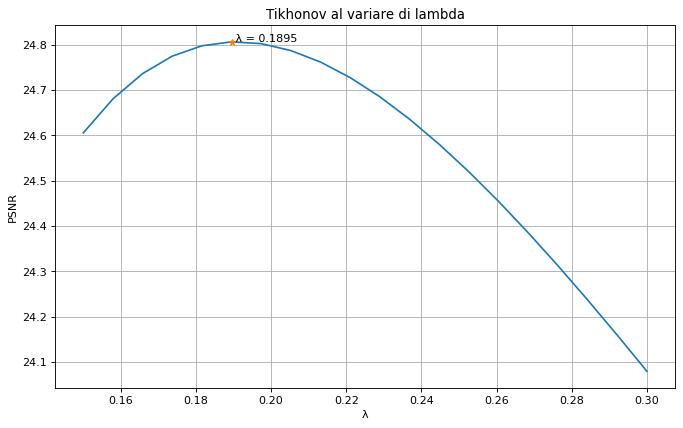 Tikhonov al variare di lambda
λ = 0.1895
PSNR
24.8
24.7
24.6
24.5
24.4
24.3
24.2
24.1
0.16 0.18 0.20 0.22 0.24 0.26 0.28 0.30
λ